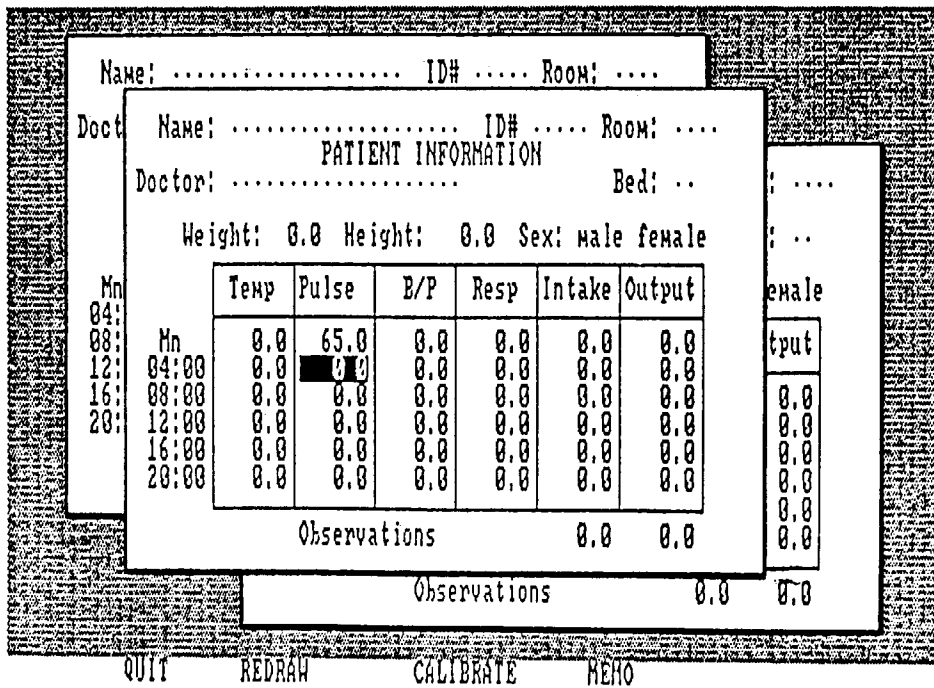 Name: .................... ID# ..... Room: ....
Doct
Name: .................... ID# ..... Room: ....
PATIENT INFORMATION
Doctor: .................... Bed: ..
Weight: 0.0 Height: 0.0 Sex: male female
Temp Pulse B/P Resp Intake Output
Mn 0.0 65.0 0.0 0.0 0.0 0.0
04:00 0.0 0.0 0.0 0.0 0.0 0.0
08:00 0.0 0.0 0.0 0.0 0.0 0.0
12:00 0.0 0.0 0.0 0.0 0.0 0.0
16:00 0.0 0.0 0.0 0.0 0.0 0.0
20:00 0.0 0.0 0.0 0.0 0.0 0.0
Observations 0.0 0.0
Mn
04:
08:
12:
16:
20:
: ....
: ..
emale
tput
0.0
0.0
0.0
0.0
0.0
0.0
Observations 0.0 0.0
QUIT REDRAW CALIBRATE MEMO